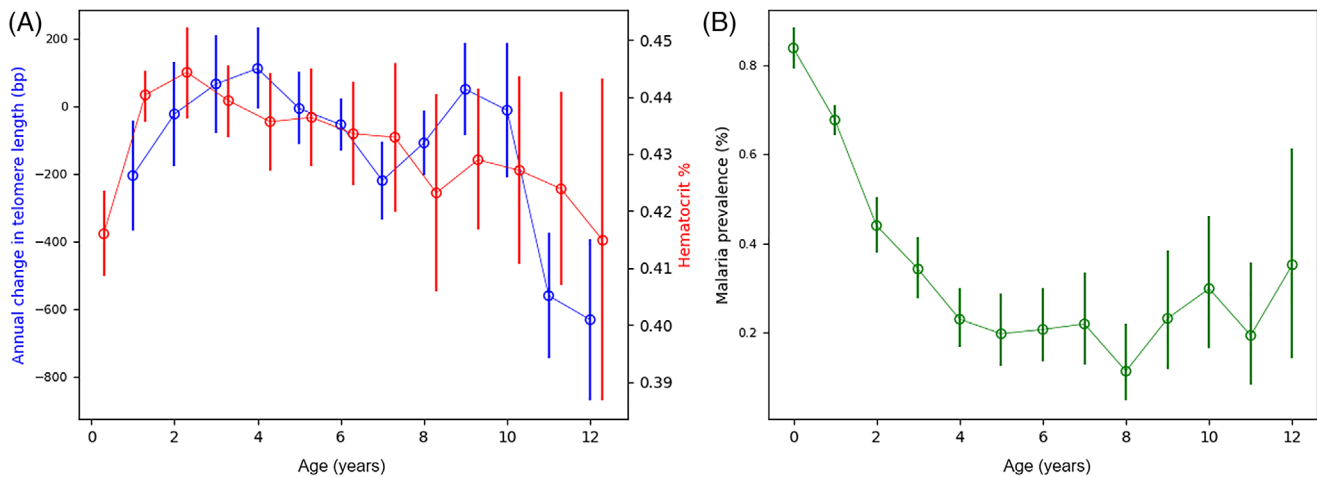 (A)
Annual change in telomere length (bp)
200
0
−200
−400
−600
−800
0 2 4 6 8 10 12
Age (years)
0.45
0.44
0.43
0.42
0.41
0.40
0.39
Hematocrit %
(B)
Malaria prevalence (%)
0.8
0.6
0.4
0.2
0 2 4 6 8 10 12
Age (years)